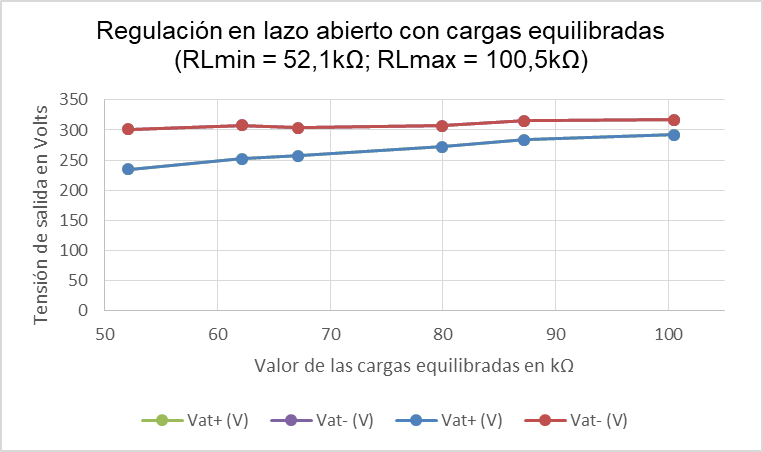 Regulación en lazo abierto con cargas equilibradas
(RLmin = 52,1kΩ; RLmax = 100,5kΩ)
Tensión de salida en Volts
350
300
250
200
150
100
50
0
50 60 70 80 90 100
Valor de las cargas equilibradas en kΩ
Vat+ (V) Vat- (V) Vat+ (V) Vat- (V)